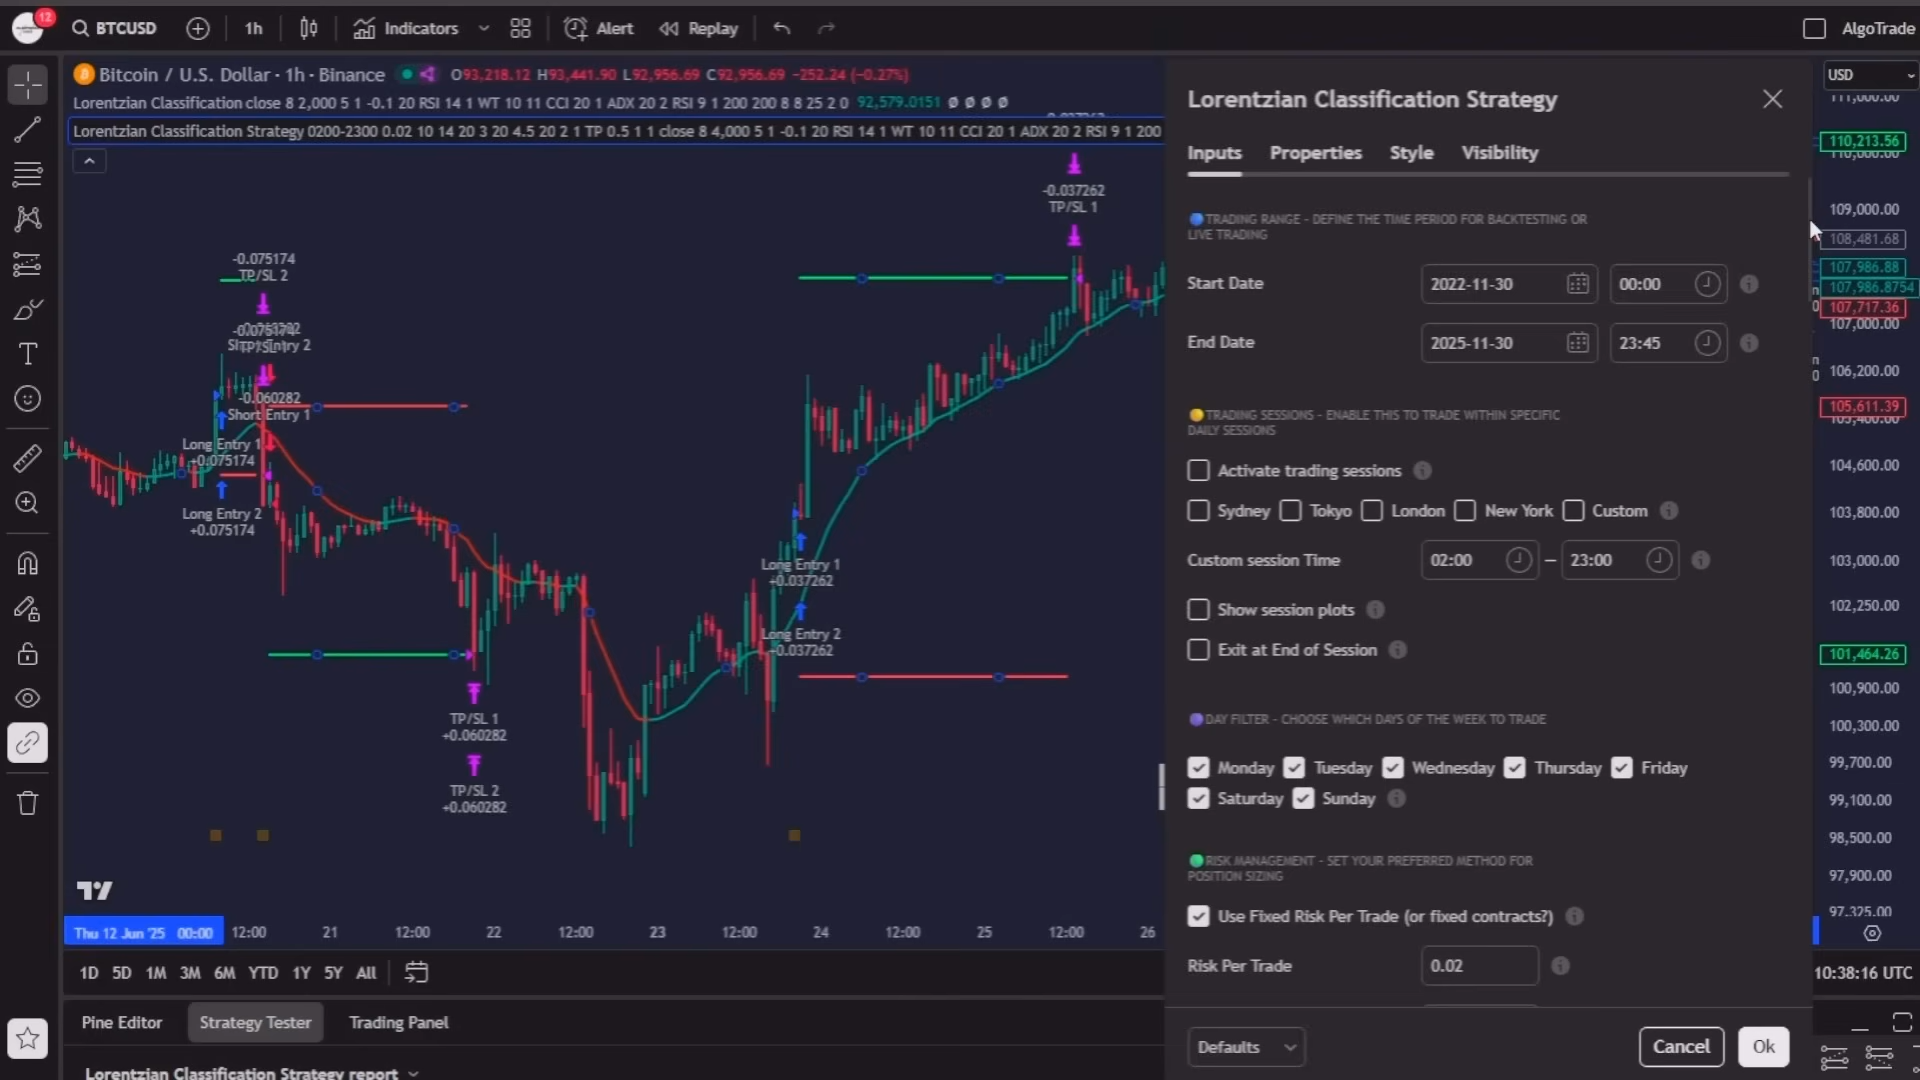 12
BTCUSD
1h
Indicators
Alert
Replay
AlgoTrade
Bitcoin / U.S. Dollar · 1h · Binance
O93,218.12 H93,441.90 L92,956.69 C92,956.69 −252.24 (−0.27%)
Lorentzian Classification close 8 2,000 5 1 -0.1 20 RSI 14 1 WT 10 11 CCI 20 1 ADX 20 2 RSI 9 1 200 200 8 8 25 2 0 92,579.0151 Ø Ø Ø Ø
Lorentzian Classification Strategy 0200-2300 0.02 10 14 20 3 20 4.5 20 2 1 TP 0.5 1 1 close 8 4,000 5 1 -0.1 20 RSI 14 1 WT 10 11 CCI 20 1 ADX 20 2 RSI 9 1 200
-0.037262
TP/SL 1
-0.075174
TP/SL 2
-0.060282
Short Entry 1
Long Entry 1
+0.075174
Long Entry 2
+0.075174
TP/SL 1
+0.060282
TP/SL 2
+0.060282
Long Entry 1
+0.037262
Long Entry 2
+0.037262
Thu 12 Jun '25 00:00
12:00
21
12:00
22
12:00
23
12:00
24
12:00
25
12:00
26
1D 5D 1M 3M 6M YTD 1Y 5Y All
Pine Editor
Strategy Tester
Trading Panel
Lorentzian Classification Strategy report
Lorentzian Classification Strategy
Inputs
Properties
Style
Visibility
TRADING RANGE - DEFINE THE TIME PERIOD FOR BACKTESTING OR
LIVE TRADING
Start Date
2022-11-30
00:00
End Date
2025-11-30
23:45
TRADING SESSIONS - ENABLE THIS TO TRADE WITHIN SPECIFIC
DAILY SESSIONS
Activate trading sessions
Sydney
Tokyo
London
New York
Custom
Custom session Time
02:00
–
23:00
Show session plots
Exit at End of Session
DAY FILTER - CHOOSE WHICH DAYS OF THE WEEK TO TRADE
Monday
Tuesday
Wednesday
Thursday
Friday
Saturday
Sunday
RISK MANAGEMENT - SET YOUR PREFERRED METHOD FOR
POSITION SIZING
Use Fixed Risk Per Trade (or fixed contracts?)
Risk Per Trade
0.02
Defaults
Cancel
Ok
USD
110,213.56
109,000.00
108,481.68
107,986.88
107,986.8754
107,717.36
107,000.00
106,200.00
105,611.39
104,600.00
103,800.00
103,000.00
102,250.00
101,464.26
100,900.00
100,300.00
99,700.00
99,100.00
98,500.00
97,900.00
97,325.00
10:38:16 UTC